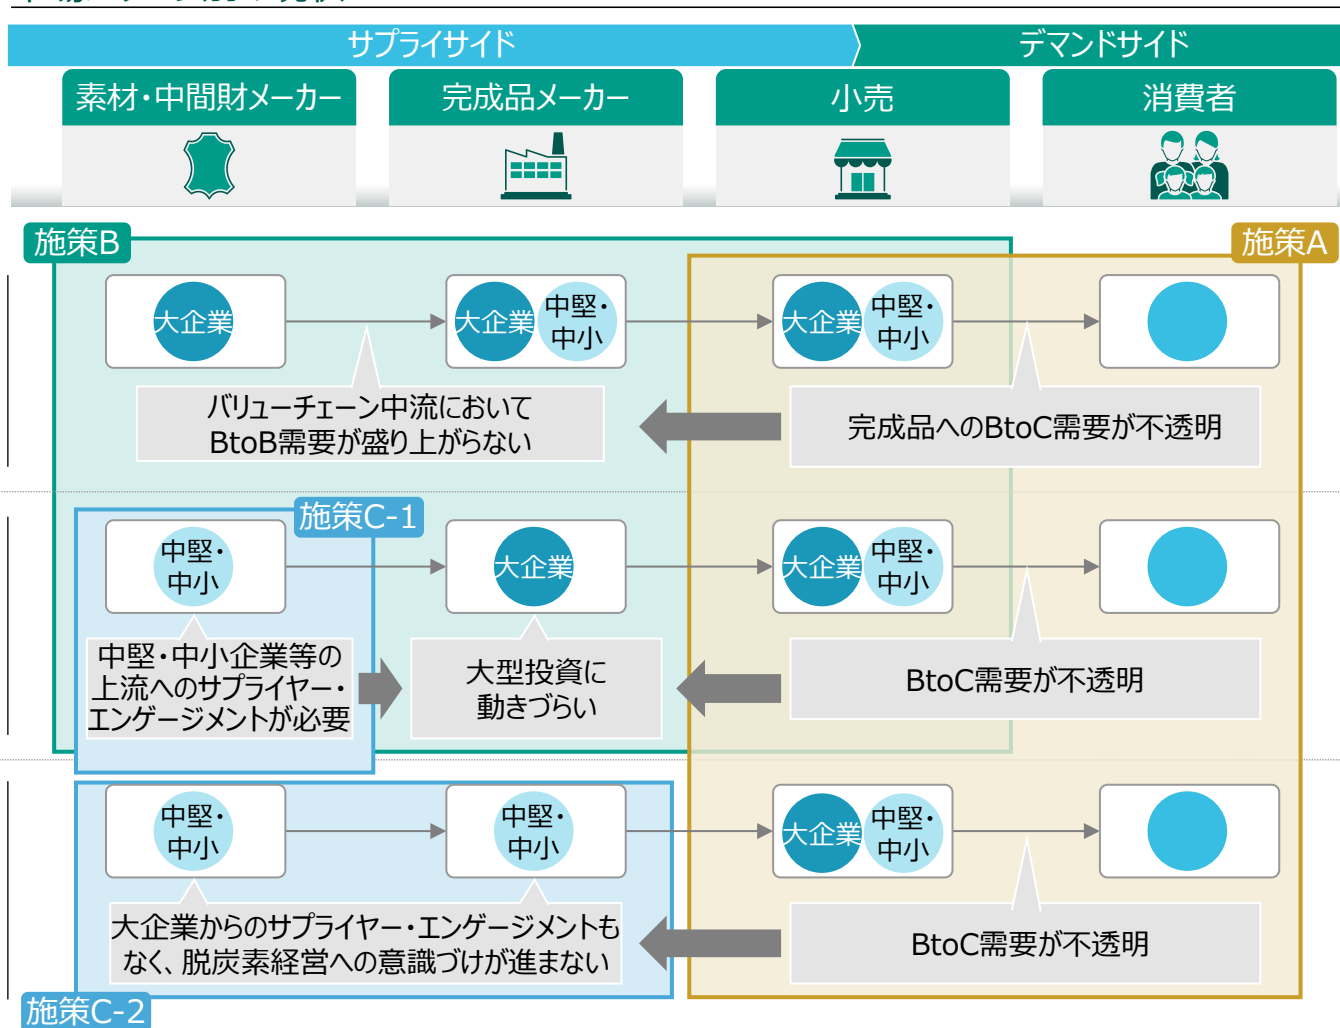 サプライサイド
デマンドサイド
素材・中間財メーカー
完成品メーカー
小売
消費者
施策B
施策A
大企業
大企業
中堅・
中小
大企業
中堅・
中小
バリューチェーン中流において
BtoB需要が盛り上がらない
完成品へのBtoC需要が不透明
施策C-1
中堅・
中小
大企業
大企業
中堅・
中小
中堅・中小企業等の
上流へのサプライヤー・
エンゲージメントが必要
大型投資に
動きづらい
BtoC需要が不透明
中堅・
中小
中堅・
中小
大企業
中堅・
中小
大企業からのサプライヤー・エンゲージメントも
なく、脱炭素経営への意識づけが進まない
BtoC需要が不透明
施策C-2